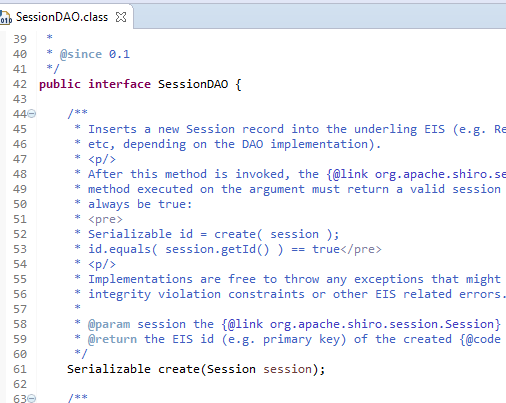 SessionDAO.class
39 *
40 * @since 0.1
41 */
42 public interface SessionDAO {
43
44 /**
45 * Inserts a new Session record into the underling EIS (e.g. Re
46 * etc, depending on the DAO implementation).
47 * <p/>
48 * After this method is invoked, the {@link org.apache.shiro.se
49 * method executed on the argument must return a valid session
50 * always be true:
51 * <pre>
52 * Serializable id = create( session );
53 * id.equals( session.getId() ) == true</pre>
54 * <p/>
55 * Implementations are free to throw any exceptions that might
56 * integrity violation constraints or other EIS related errors.
57 *
58 * @param session the {@link org.apache.shiro.session.Session}
59 * @return the EIS id (e.g. primary key) of the created {@code
60 */
61 Serializable create(Session session);
62
63 /**